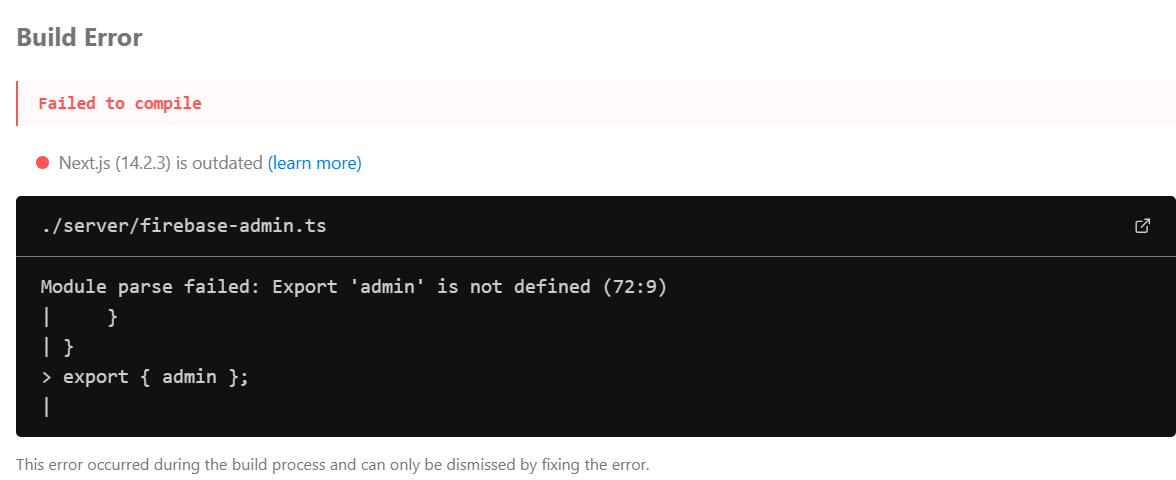 Build Error
Failed to compile
Next.js (14.2.3) is outdated (learn more)
./server/firebase-admin.ts
Module parse failed: Export 'admin' is not defined (72:9)
|     }
| }
> export { admin };
|
This error occurred during the build process and can only be dismissed by fixing the error.